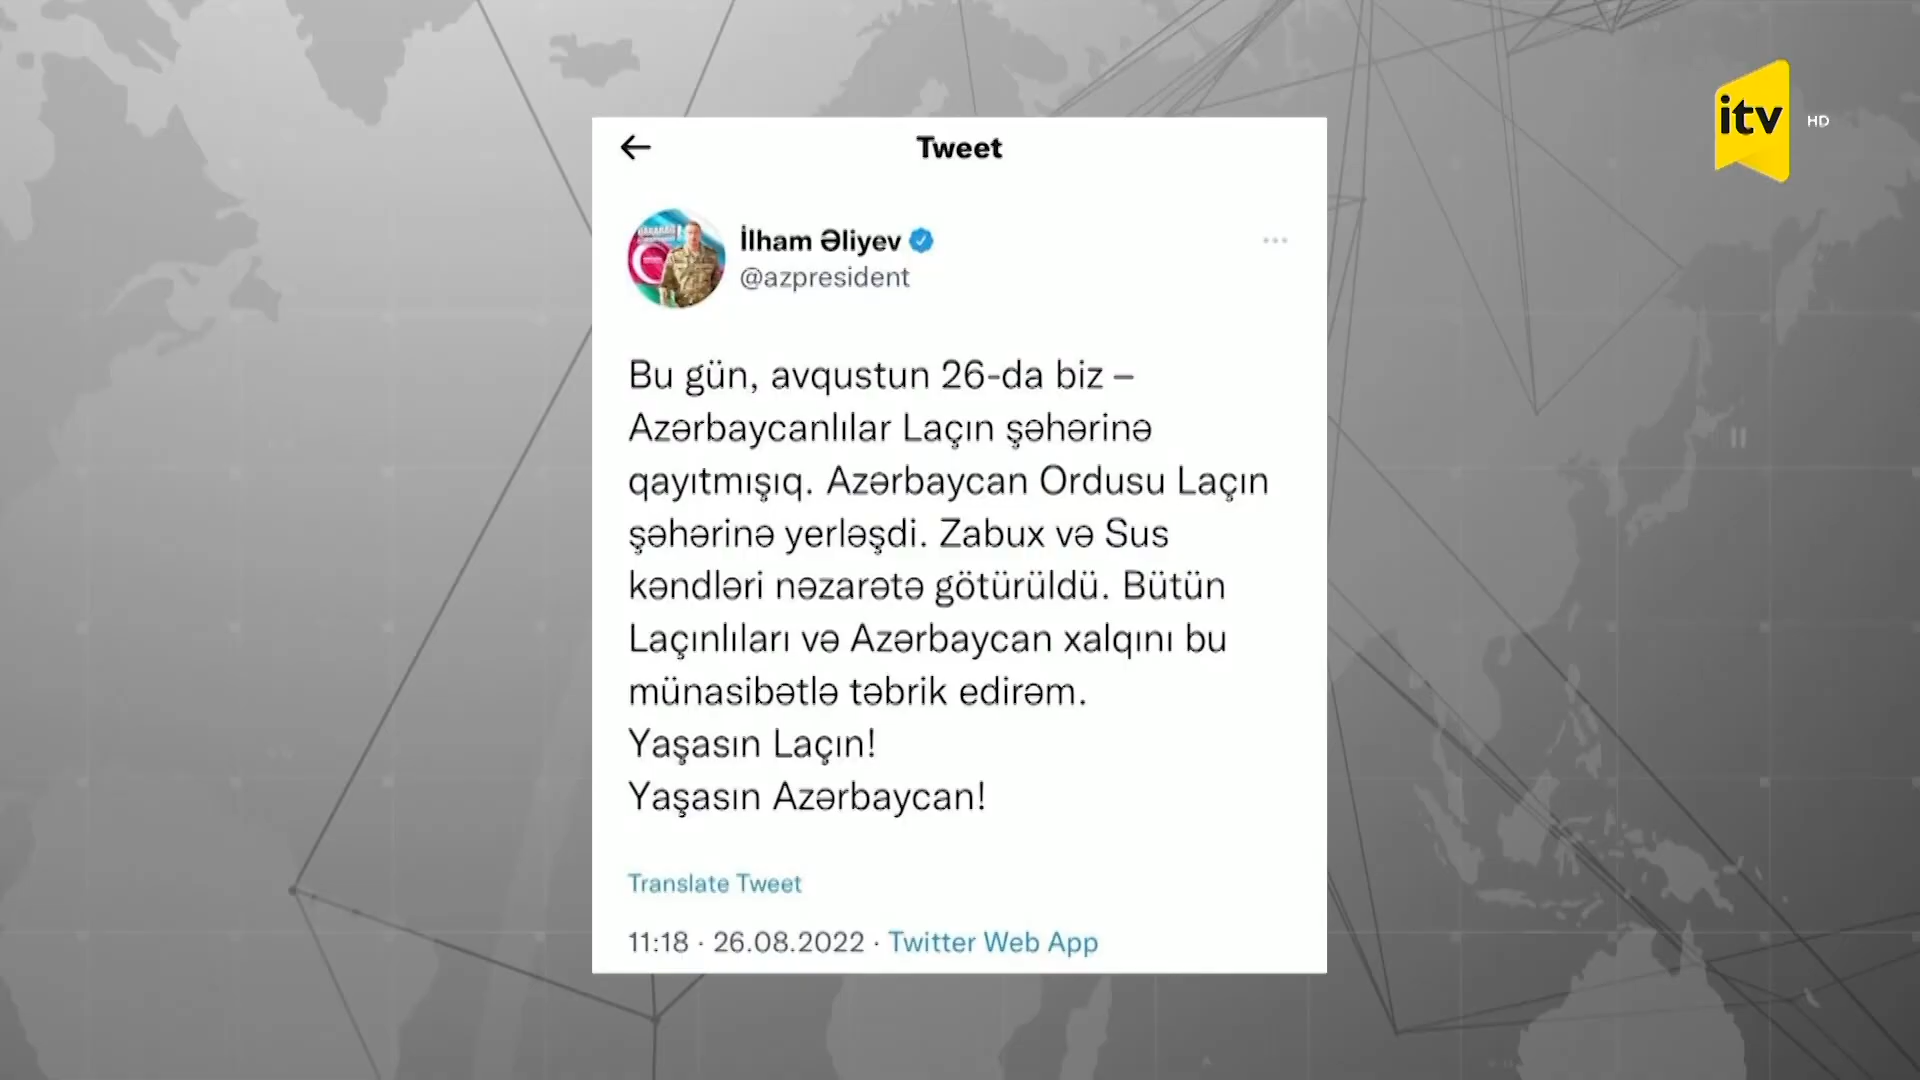 itv HD
Tweet
İlham Əliyev
@azpresident
Bu gün, avqustun 26-da biz –
Azərbaycanlılar Laçın şəhərinə
qayıtmışıq. Azərbaycan Ordusu Laçın
şəhərinə yerləşdi. Zabux və Sus
kəndləri nəzarətə götürüldü. Bütün
Laçınlıları və Azərbaycan xalqını bu
münasibətlə təbrik edirəm.
Yaşasın Laçın!
Yaşasın Azərbaycan!
Translate Tweet
11:18 · 26.08.2022 · Twitter Web App